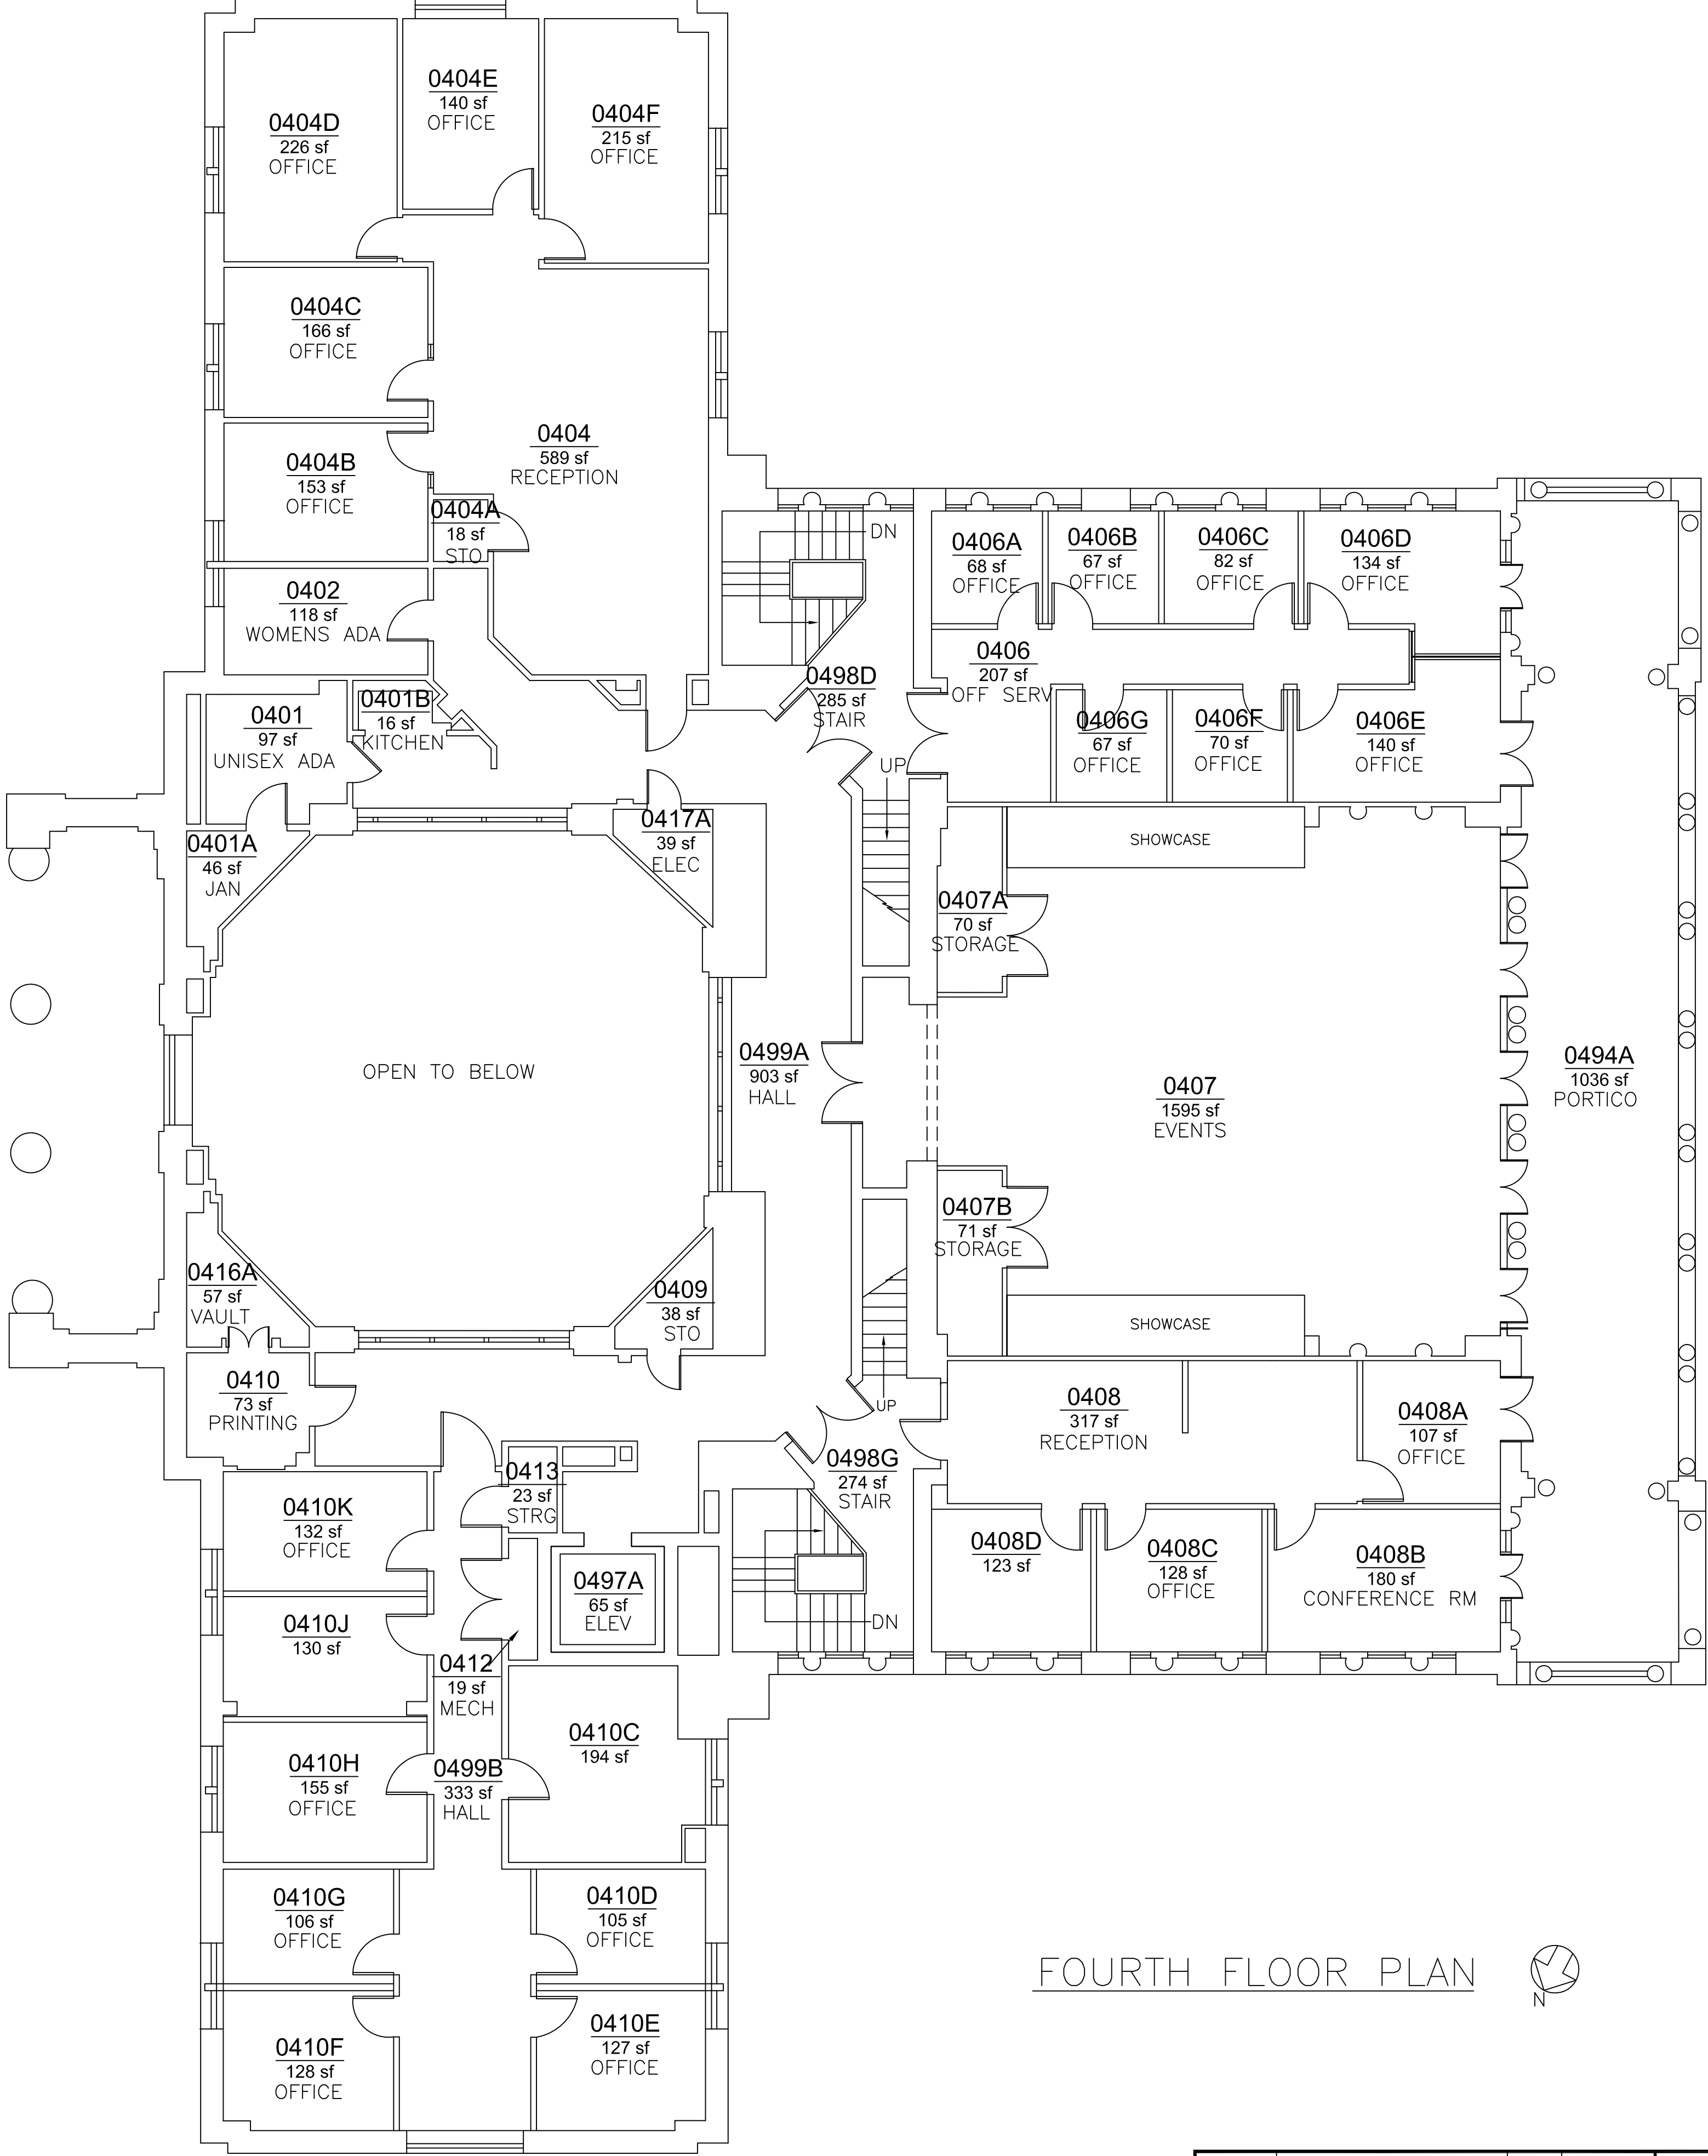 0404D
226 sf
OFFICE
0404E
140 sf
OFFICE
0404F
215 sf
OFFICE
0404C
166 sf
OFFICE
0404B
153 sf
OFFICE
0404
589 sf
RECEPTION
0404A
18 sf
STO
0402
118 sf
WOMENS ADA
0401
97 sf
UNISEX ADA
0401B
16 sf
KITCHEN
0401A
46 sf
JAN
0417A
39 sf
ELEC
DN
0498D
285 sf
STAIR
UP
0406A
68 sf
OFFICE
0406B
67 sf
OFFICE
0406C
82 sf
OFFICE
0406D
134 sf
OFFICE
0406
207 sf
OFF SERV
0406G
67 sf
OFFICE
0406F
70 sf
OFFICE
0406E
140 sf
OFFICE
SHOWCASE
0407A
70 sf
STORAGE
OPEN TO BELOW
0499A
903 sf
HALL
0407
1595 sf
EVENTS
0494A
1036 sf
PORTICO
0407B
71 sf
STORAGE
SHOWCASE
0416A
57 sf
VAULT
0409
38 sf
STO
0410
73 sf
PRINTING
UP
0408
317 sf
RECEPTION
0408A
107 sf
OFFICE
0498G
274 sf
STAIR
0413
23 sf
STRG
0410K
132 sf
OFFICE
0408D
123 sf
0408C
128 sf
OFFICE
0408B
180 sf
CONFERENCE RM
0497A
65 sf
ELEV
DN
0410J
130 sf
0412
19 sf
MECH
0410C
194 sf
0410H
155 sf
OFFICE
0499B
333 sf
HALL
0410G
106 sf
OFFICE
0410D
105 sf
OFFICE
0410F
128 sf
OFFICE
0410E
127 sf
OFFICE
FOURTH FLOOR PLAN
N